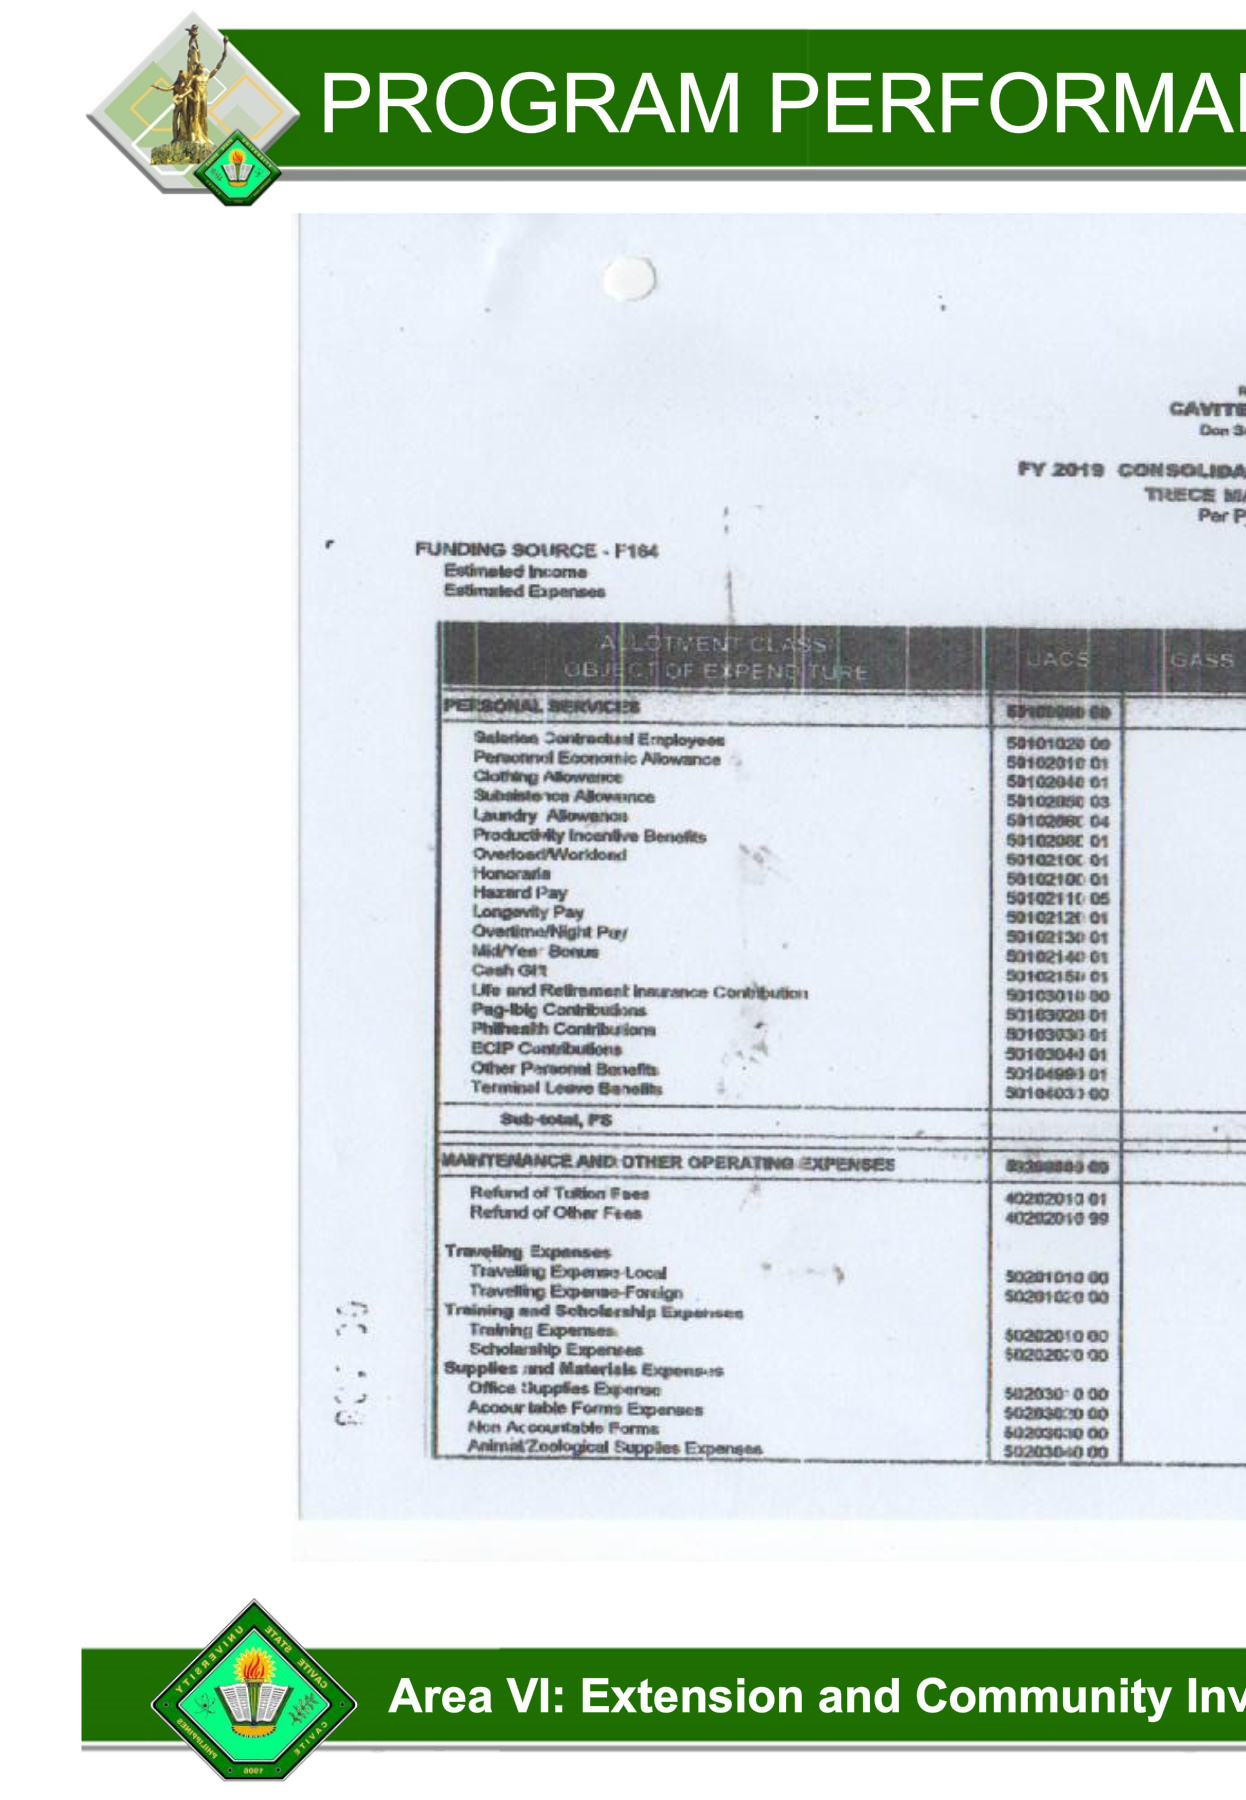 PROGRAM PERFORMA
CAVITE
Don S
FY 2019 CONSOLIDA
TRECE MA
Per P
FUNDING SOURCE - F164
Estimated Income
Estimated Expenses
ALLOTMENT CLASS/ UACS GASS
OBJECT OF EXPENDITURE
PERSONAL SERVICES 50100000 00
Salaries Contractual Employees 50101020 00
Personnel Economic Allowance 50102010 01
Clothing Allowance 50102040 01
Subsistence Allowance 50102050 03
Laundry Allowance 50102060 04
Productivity Incentive Benefits 50102080 01
Overload/Workload 50102100 01
Honoraria 50102100 01
Hazard Pay 50102110 05
Longevity Pay 50102120 01
Overtime/Night Pay 50102130 01
Mid/Year Bonus 50102140 01
Cash Gift 50102150 01
Life and Retirement Insurance Contribution 50103010 00
Pag-Ibig Contributions 50103020 01
Philhealth Contributions 50103030 01
ECIP Contributions 50103040 01
Other Personal Benefits 50104990 01
Terminal Leave Benefits 50104030 00
Sub-total, PS
MAINTENANCE AND OTHER OPERATING EXPENSES 50200000 00
Refund of Tuition Fees 40202010 01
Refund of Other Fees 40202010 99
Traveling Expenses
Travelling Expense-Local 50201010 00
Travelling Expense-Foreign 50201020 00
Training and Scholarship Expenses
Training Expenses 50202010 00
Scholarship Expenses 50202020 00
Supplies and Materials Expenses
Office Supplies Expense 50203010 00
Accountable Forms Expenses 50203020 00
Non Accountable Forms 50203030 00
Animal/Zoological Supplies Expenses 50203040 00
CAVITE STATE UNIVERSITY
CAVITE PHILIPPINES
1906
Area VI: Extension and Community Inv